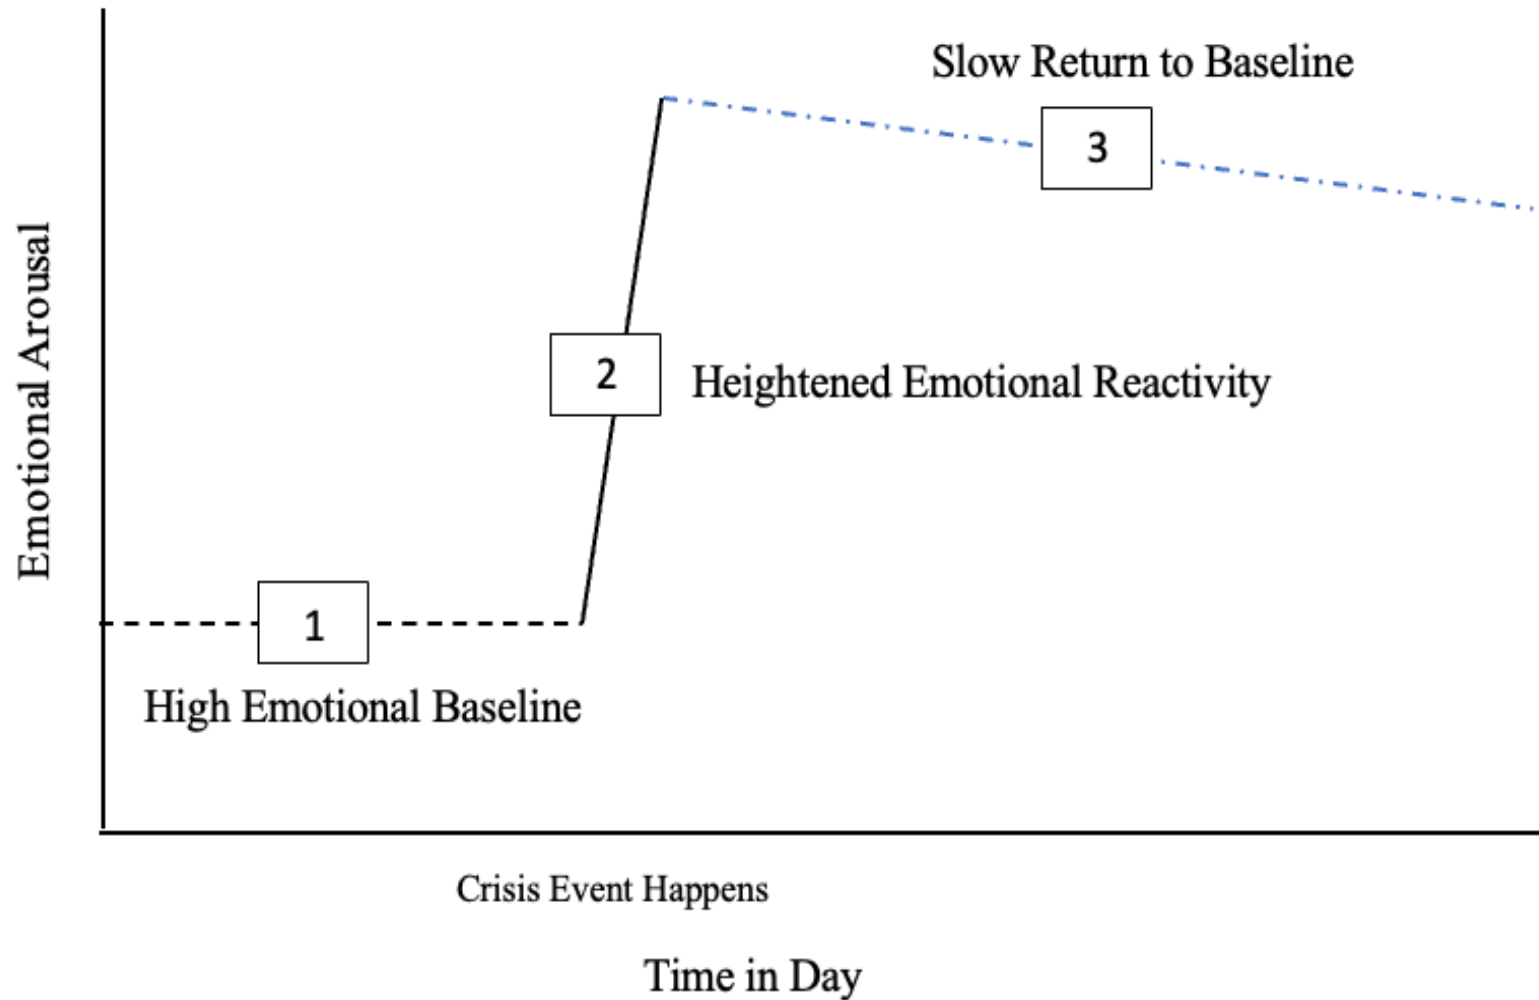 Slow Return to Baseline
3
Emotional Arousal
2
Heightened Emotional Reactivity
1
High Emotional Baseline
Crisis Event Happens
Time in Day